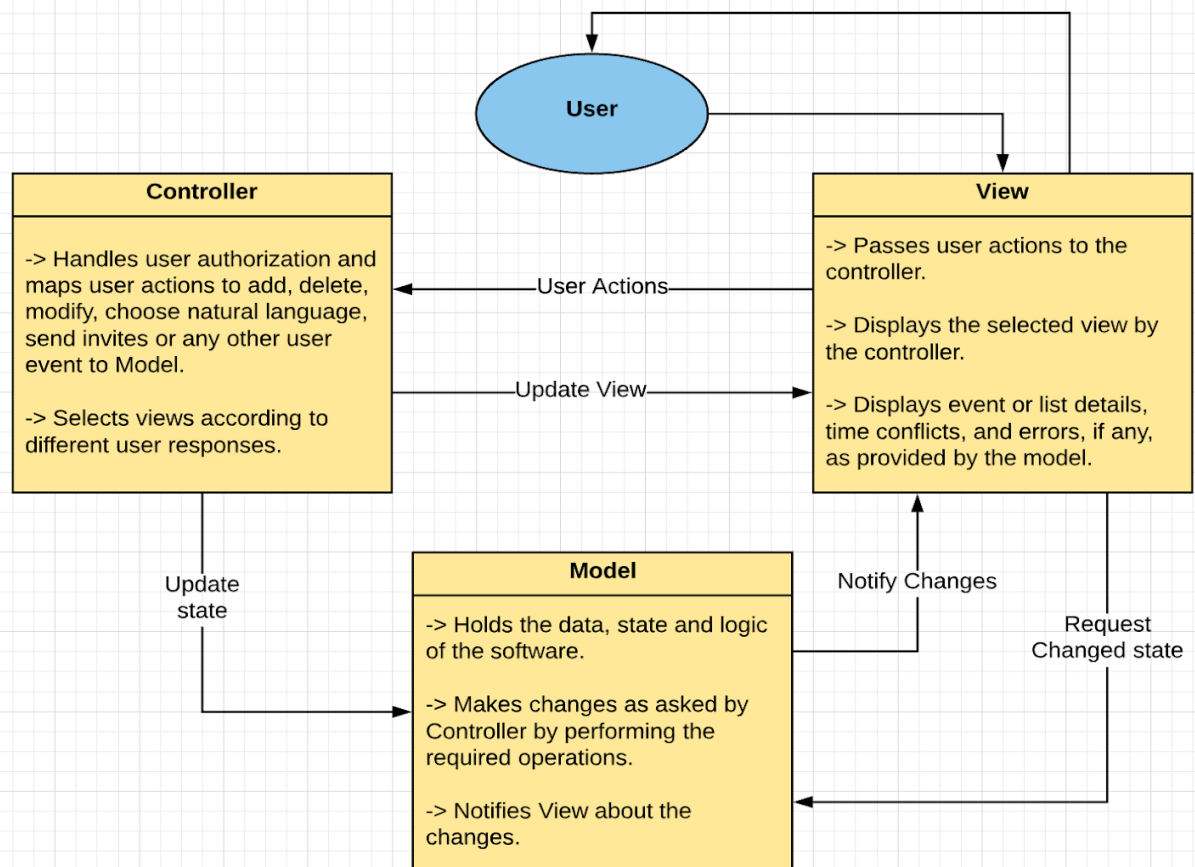 User
Controller
-> Handles user authorization and
maps user actions to add, delete,
modify, choose natural language,
send invites or any other user
event to Model.
-> Selects views according to
different user responses.
User Actions
Update View
View
-> Passes user actions to the
controller.
-> Displays the selected view by
the controller.
-> Displays event or list details,
time conflicts, and errors, if any,
as provided by the model.
Update
state
Model
-> Holds the data, state and logic
of the software.
-> Makes changes as asked by
Controller by performing the
required operations.
-> Notifies View about the
changes.
Notify Changes
Request
Changed state